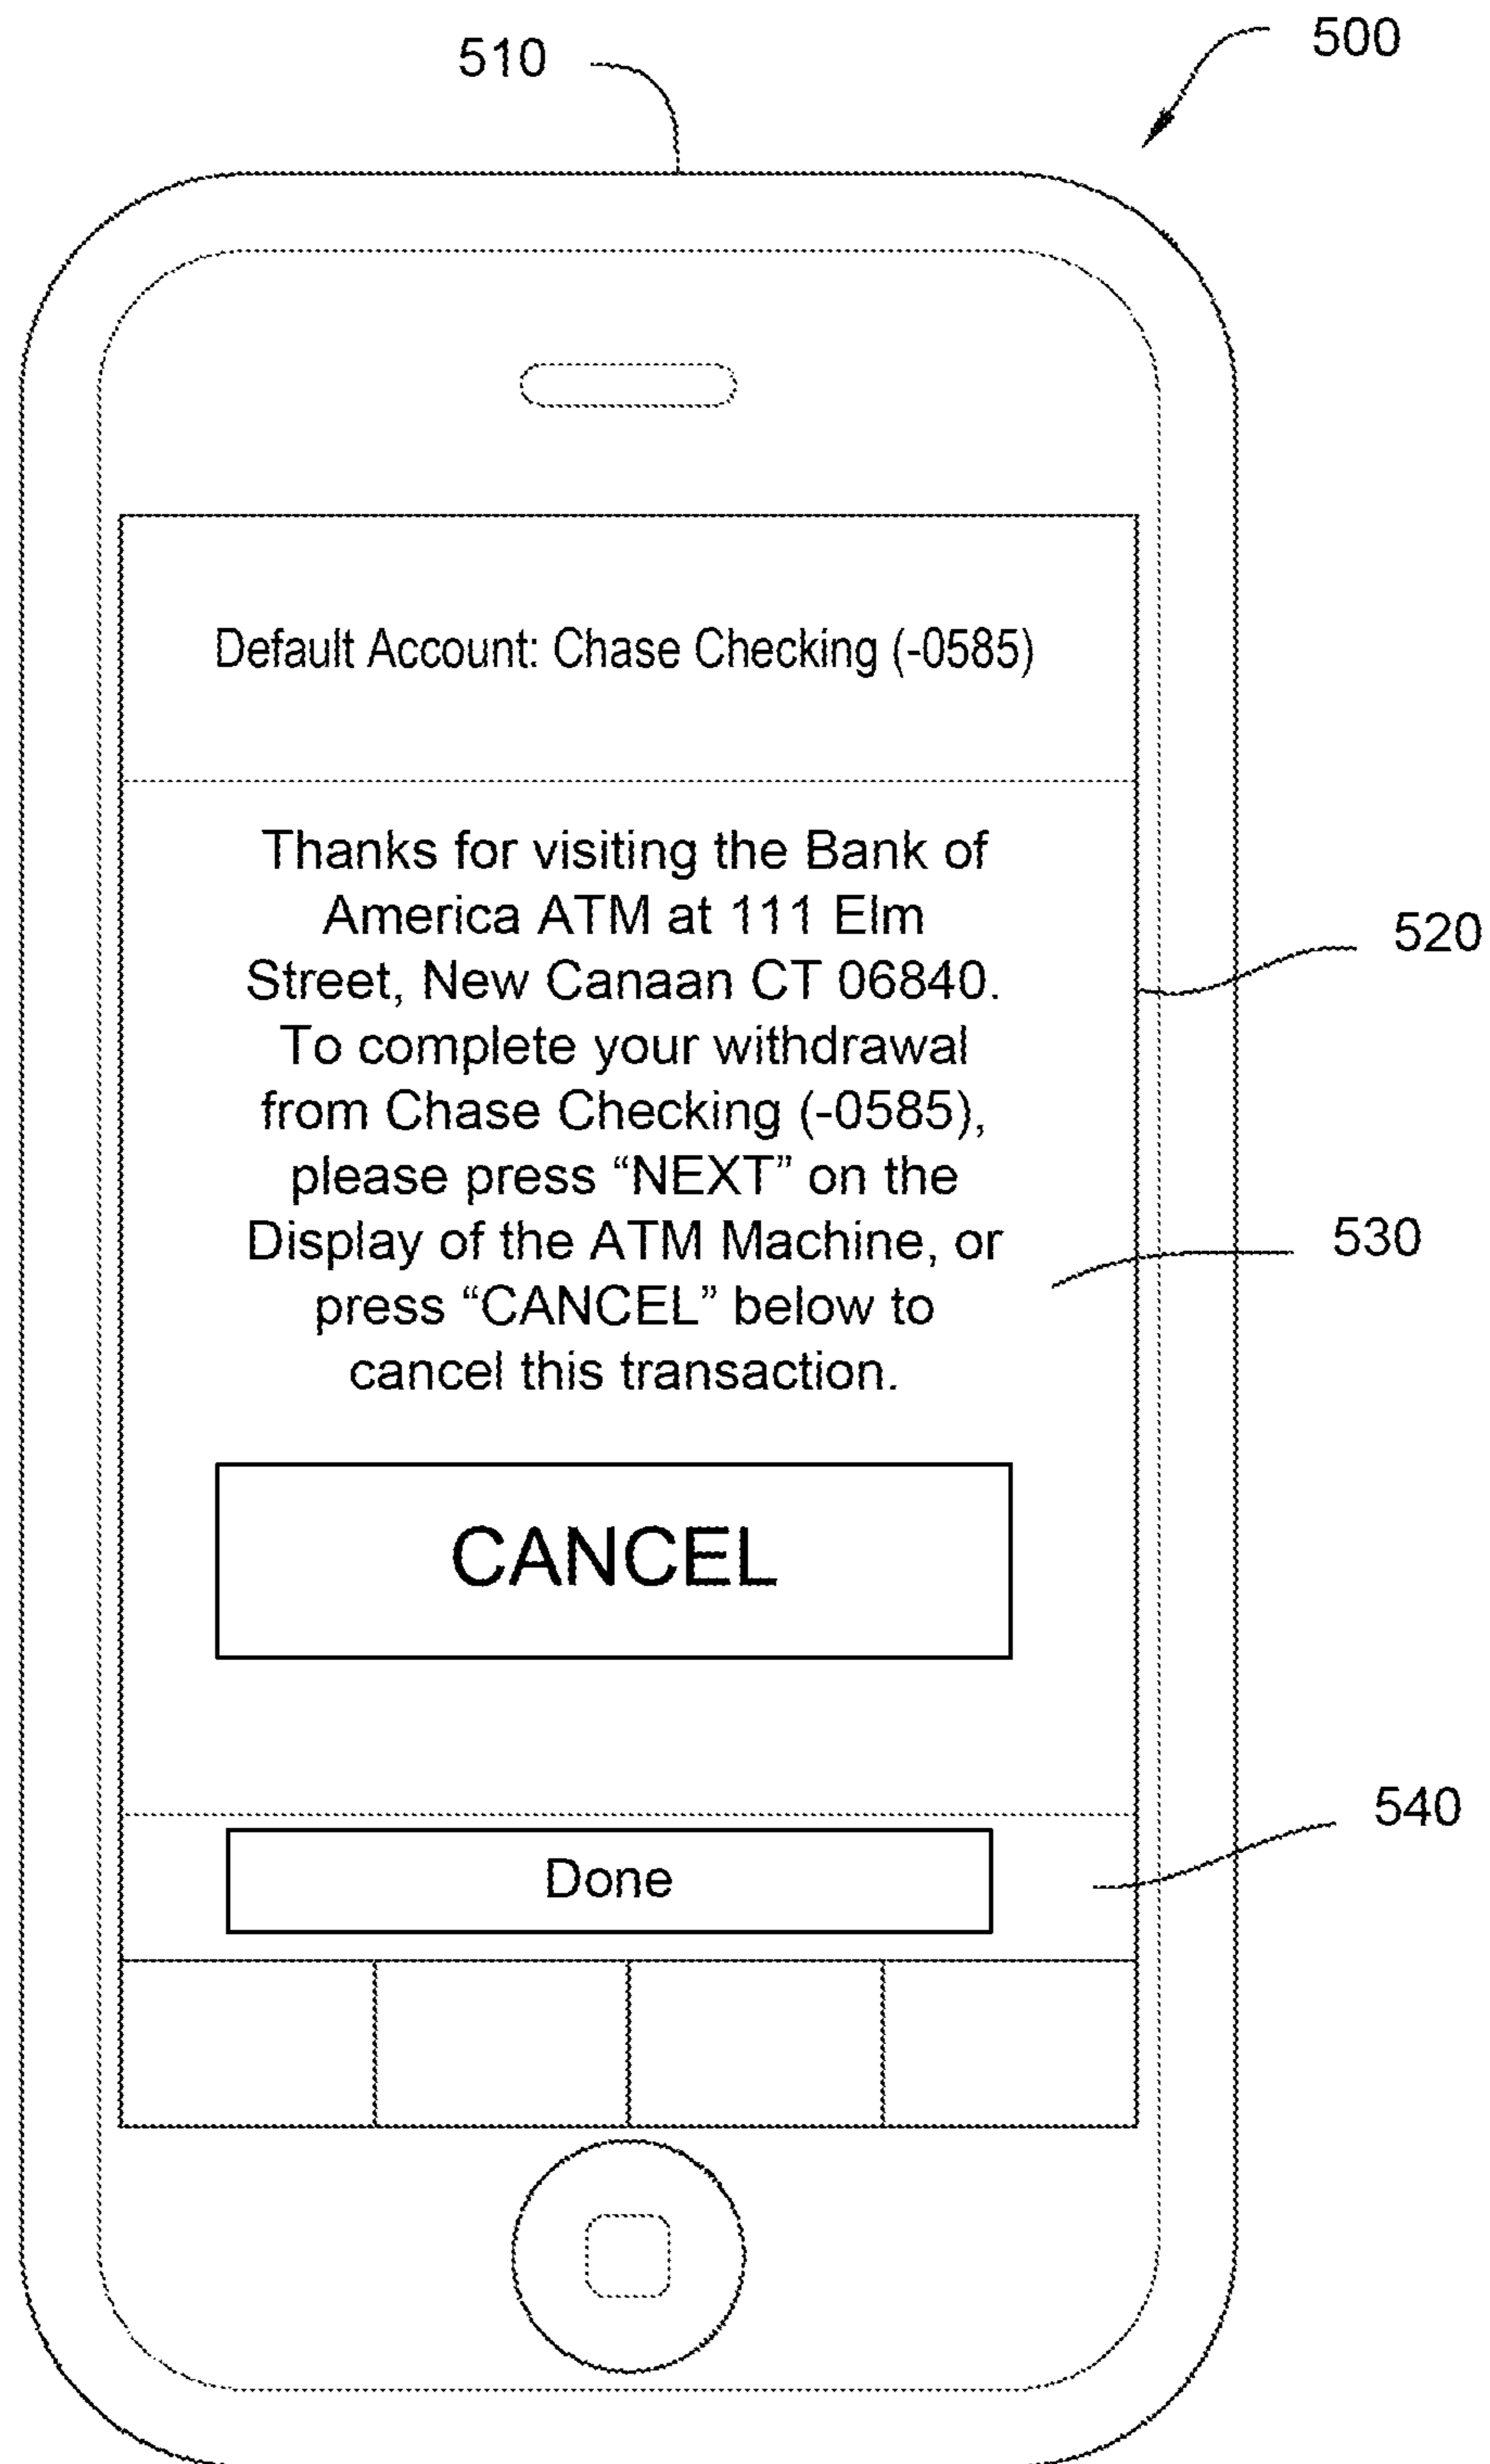 510
500
Default Account: Chase Checking (-0585)
Thanks for visiting the Bank of
America ATM at 111 Elm
Street, New Canaan CT 06840.
To complete your withdrawal
from Chase Checking (-0585),
please press “NEXT” on the
Display of the ATM Machine, or
press “CANCEL” below to
cancel this transaction.
520
530
CANCEL
540
Done